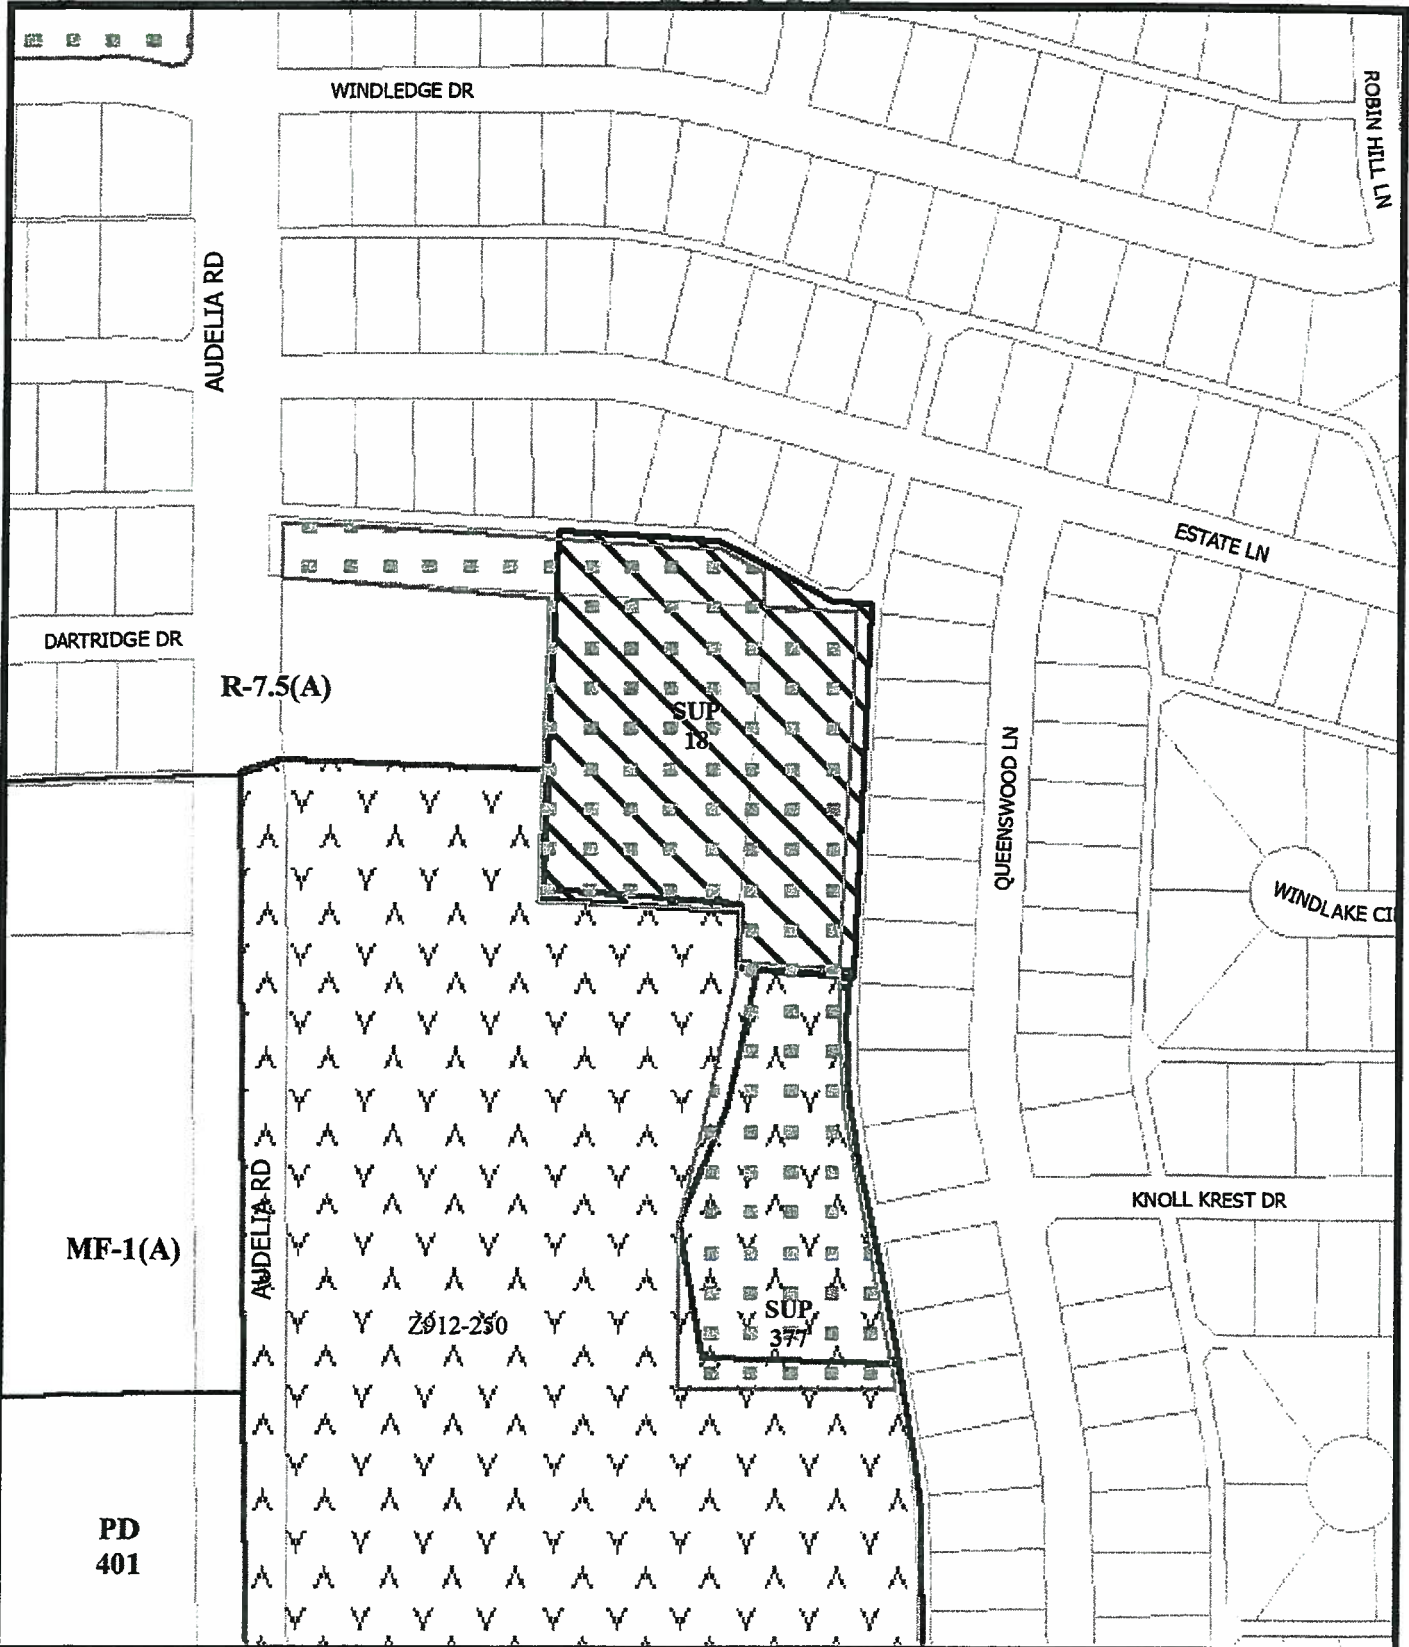 WINDLEDGE DR
ROBIN HILL LN
AUDELIA RD
ESTATE LN
DARTRIDGE DR
R-7.5(A)
SUP
18
QUEENSWOOD LN
WINDLAKE CI
KNOLL KREST DR
AUDELIA RD
MF-1(A)
SUP
377
Z912-250
PD
401